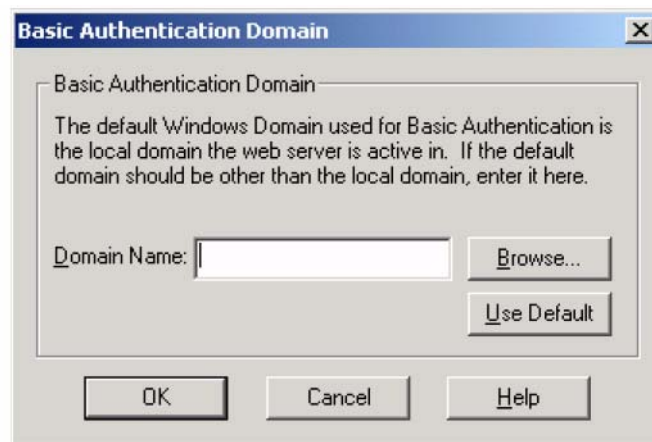 Basic Authentication Domain
Basic Authentication Domain
The default Windows Domain used for Basic Authentication is
the local domain the web server is active in. If the default
domain should be other than the local domain, enter it here.
Domain Name:
Browse...
Use Default
OK
Cancel
Help